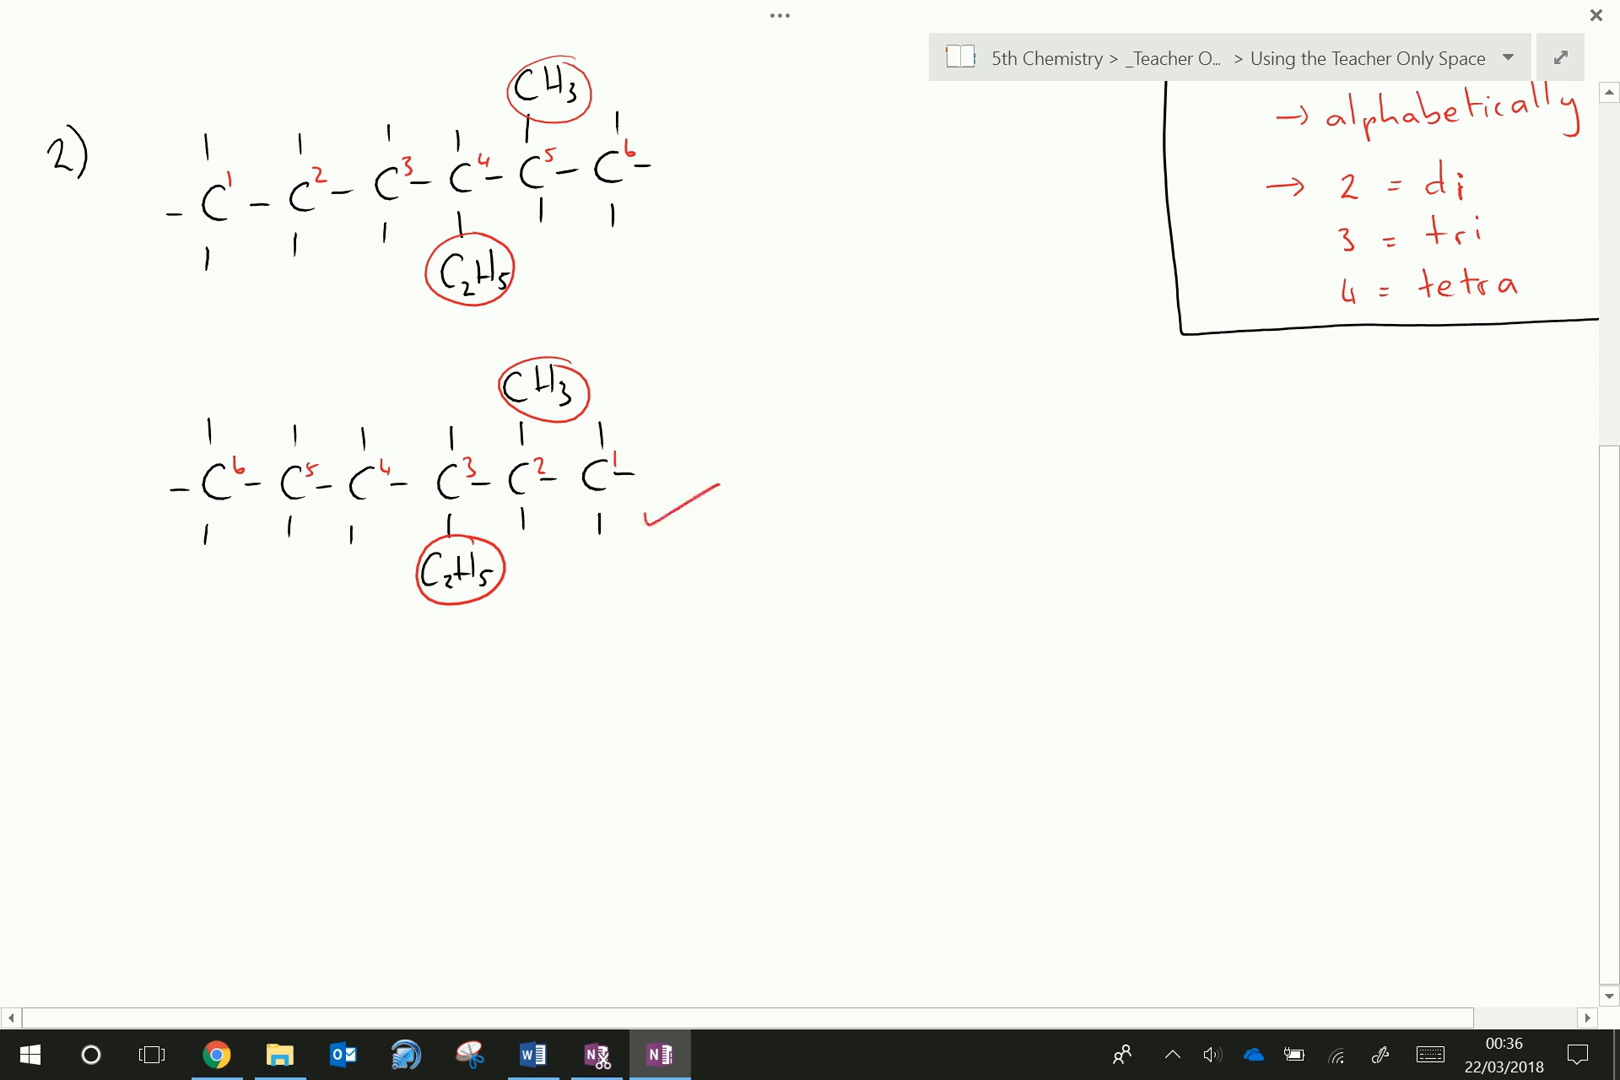 5th Chemistry > _Teacher O... > Using the Teacher Only Space
→ alphabetically
→ 2 = di
3 = tri
4 = tetra
2)
CH3
- C1 - C2 - C3 - C4 - C5 - C6 -
C2H5
CH3
- C6 - C5 - C4 - C3 - C2 - C1 -
C2H5
00:36
22/03/2018